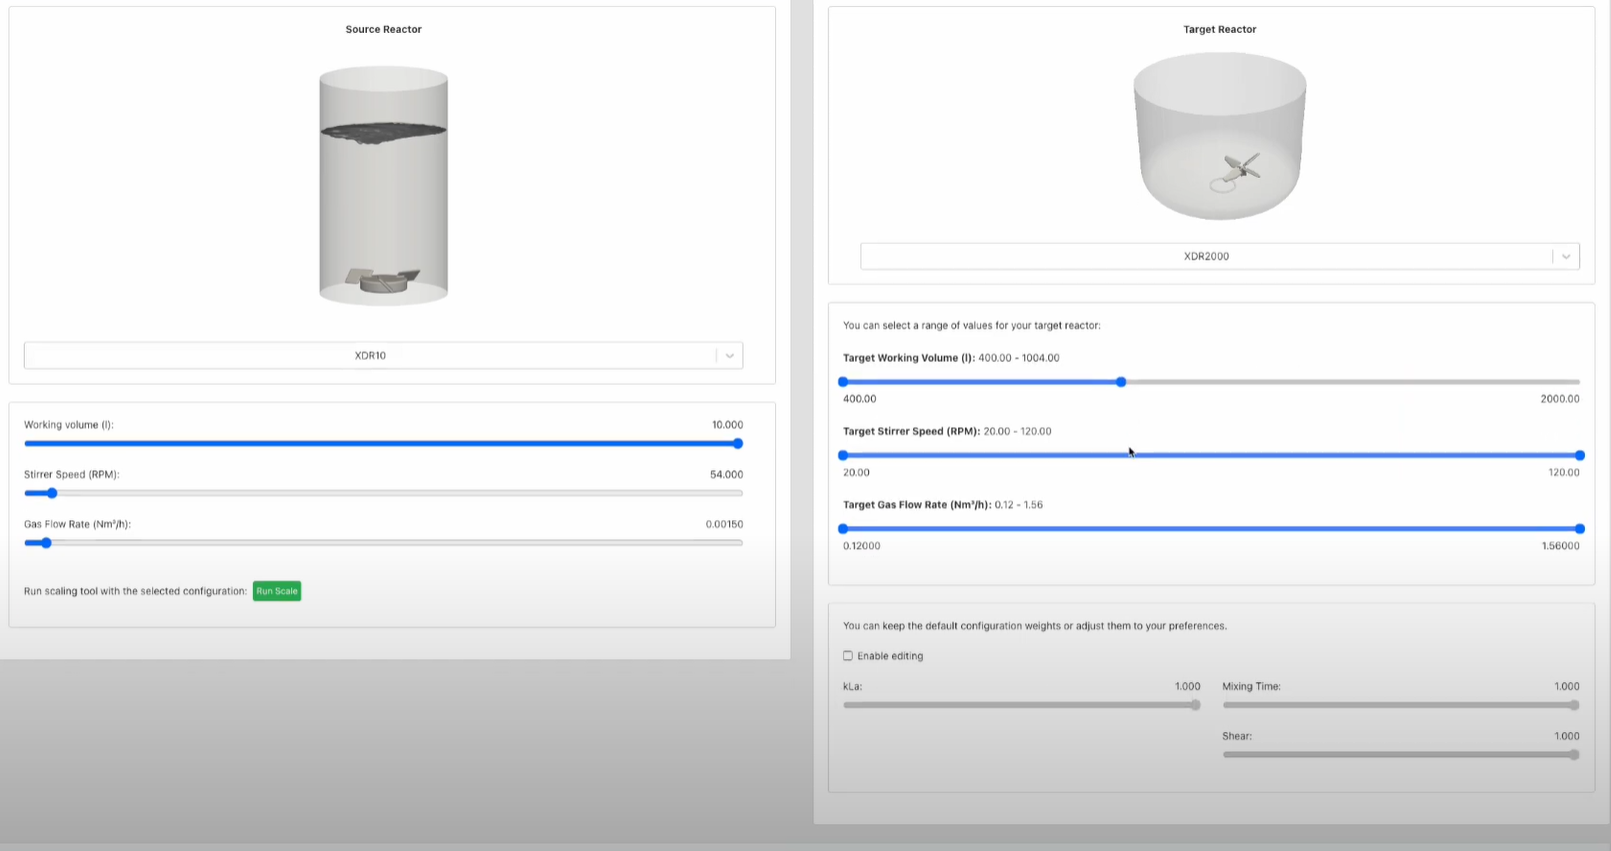 Source Reactor
XDR10
Working volume (l): 10.000
Stirrer Speed (RPM): 54.000
Gas Flow Rate (Nm³/h): 0.00150
Run scaling tool with the selected configuration: Run Scale
Target Reactor
XDR2000
You can select a range of values for your target reactor:
Target Working Volume (l): 400.00 - 1004.00
400.00 2000.00
Target Stirrer Speed (RPM): 20.00 - 120.00
20.00 120.00
Target Gas Flow Rate (Nm³/h): 0.12 - 1.56
0.12000 1.56000
You can keep the default configuration weights or adjust them to your preferences.
Enable editing
kLa: 1.000 Mixing Time: 1.000
Shear: 1.000